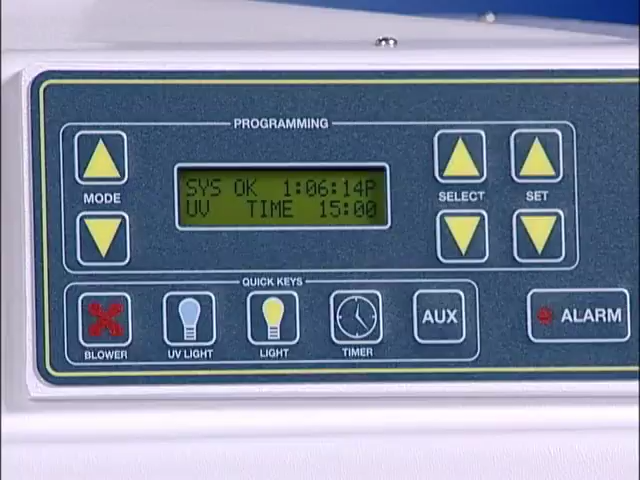 PROGRAMMING
MODE
SYS OK 1:06:14P
UV TIME 15:00
SELECT
SET
QUICK KEYS
BLOWER
UV LIGHT
LIGHT
TIMER
AUX
ALARM